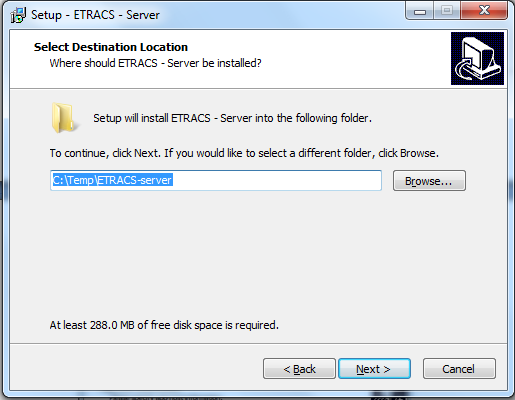 Setup - ETRACS - Server
Select Destination Location
Where should ETRACS - Server be installed?
Setup will install ETRACS - Server into the following folder.
To continue, click Next. If you would like to select a different folder, click Browse.
C:\Temp\ETRACS-server
Browse...
At least 288.0 MB of free disk space is required.
< Back
Next >
Cancel